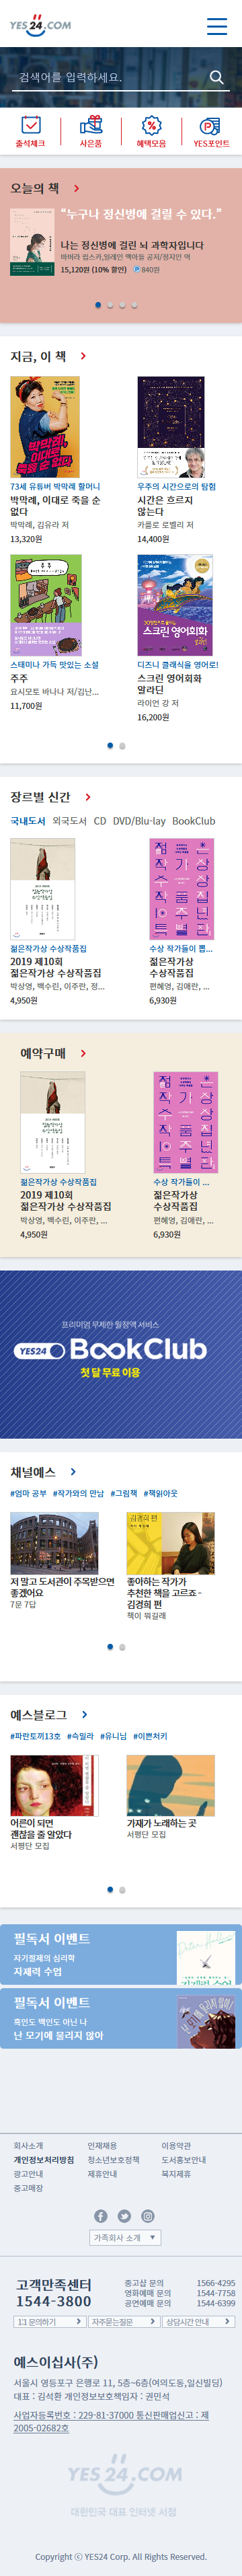 YES24.COM
검색어를 입력하세요.
출석체크
사은품
혜택모음
YES포인트
오늘의 책
“누구나 정신병에 걸릴 수 있다.”
나는 정신병에 걸린 뇌 과학자입니다
15,120원 (10% 할인) P 840원
지금, 이 책
73세 유튜버 박막례 할머니
박막례, 이대로 죽을 순
없다
박막례, 김유라 저
13,320원
우주의 시간으로의 탐험
시간은 흐르지
않는다
카를로 로벨리 저
14,400원
스태미나 가득 맛있는 소설
주주
요시모토 바나나 저/김난...
11,700원
디즈니 클래식을 영어로!
스크린 영어회화
알라딘
라이언 강 저
16,200원
장르별 신간
국내도서 외국도서 CD DVD/Blu-lay BookClub
젊은작가상 수상작품집
2019 제10회
젊은작가상 수상작품집
박상영, 백수린, 이주란, 정...
4,950원
수상 작가들이 뽑...
젊은작가상
수상작품집
편혜영, 김애란, ...
6,930원
예약구매
젊은작가상 수상작품집
2019 제10회
젊은작가상 수상작품집
박상영, 백수린, 이주란, ...
4,950원
수상 작가들이 ...
젊은작가상
수상작품집
편혜영, 김애란, ...
6,930원
프리미엄 무제한 월정액 서비스
YES24 BookClub
첫 달 무료 이용
채널예스
#엄마 공부 #작가와의 만남 #그림책 #책읽아웃
저 말고 도서관이 주목받으면
좋겠어요
7문 7답
김경희 편
좋아하는 작가가
추천한 책을 고르죠 -
김경희 편
책이 뭐길래
예스블로그
#파란토끼13호 #숙밀라 #유니님 #이쁜처키
어른이 되면
괜찮을 줄 알았다
서평단 모집
가재가 노래하는 곳
서평단 모집
필독서 이벤트
자기절제의 심리학
자제력 수업
필독서 이벤트
흑인도 백인도 아닌 나
난 모기에 물리지 않아
회사소개 인재채용 이용약관
개인정보처리방침 청소년보호정책 도서홍보안내
광고안내 제휴안내 복지제휴
중고매장
가족회사 소개
고객만족센터
1544-3800
중고샵 문의 1566-4295
영화예매 문의 1544-7758
공연예매 문의 1544-6399
1:1 문의하기 자주묻는질문 상담시간 안내
예스이십사(주)
서울시 영등포구 은행로 11, 5층~6층(여의도동,일신빌딩)
대표 : 김석환 개인정보보호책임자 : 권민석
사업자등록번호 : 229-81-37000 통신판매업신고 : 제
2005-02682호
YES24.COM
대한민국 대표 인터넷 서점
Copyright ⓒ YES24 Corp. All Rights Reserved.